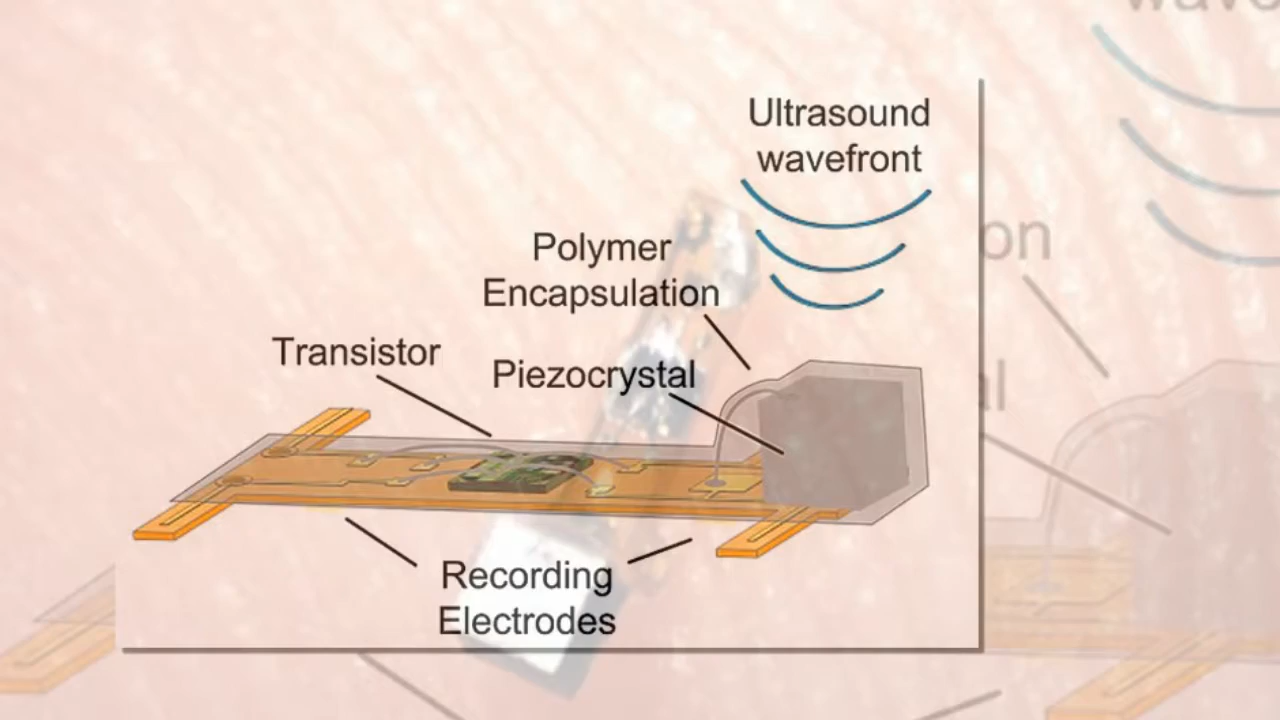 Ultrasound
wavefront
Polymer
Encapsulation
Transistor
Piezocrystal
Recording
Electrodes